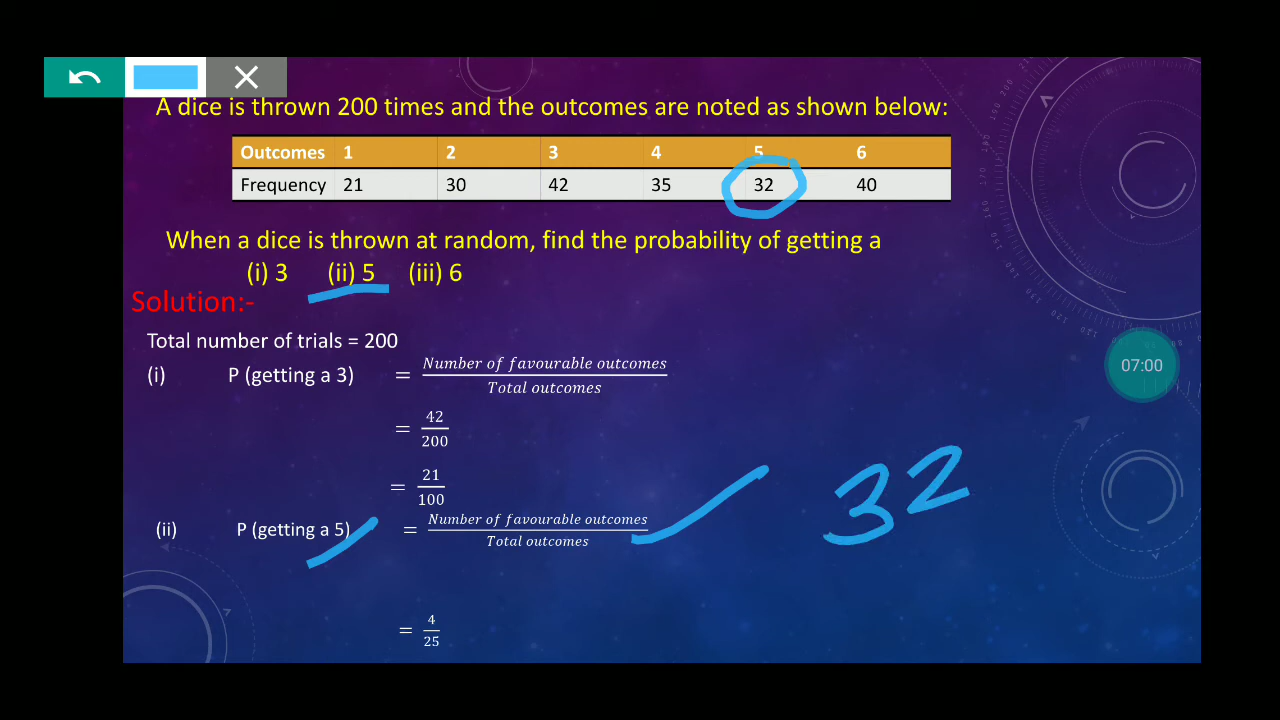 A dice is thrown 200 times and the outcomes are noted as shown below:
Outcomes 1 2 3 4 5 6
Frequency 21 30 42 35 32 40
When a dice is thrown at random, find the probability of getting a
(i) 3 (ii) 5 (iii) 6
Solution:-
Total number of trials = 200
07:00
(i) P (getting a 3) = Number of favourable outcomes / Total outcomes
= 42/200
= 21/100
32
(ii) P (getting a 5) = Number of favourable outcomes / Total outcomes
= 4/25